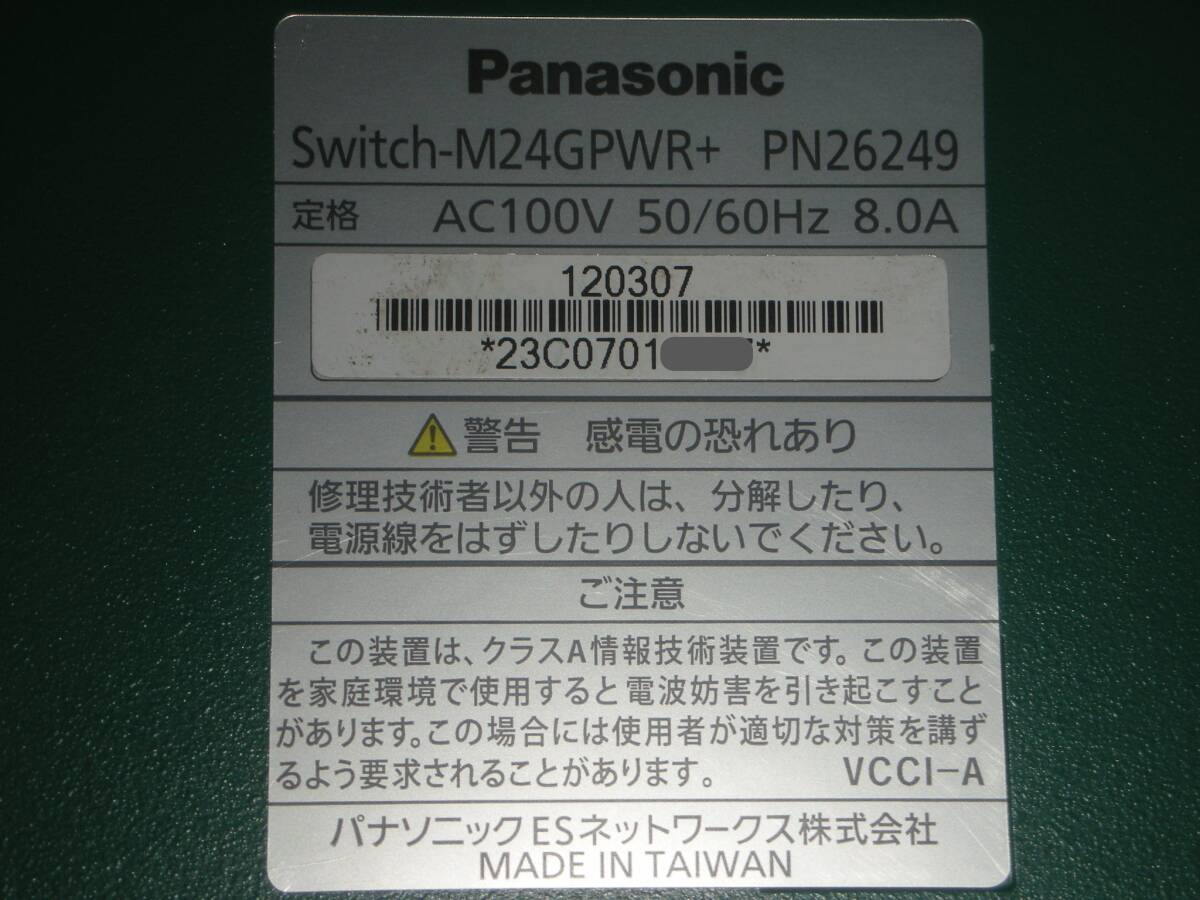 Panasonic
Switch-M24GPWR+ PN26249
定格 AC100V 50/60Hz 8.0A
120307
*23C0701 *
警告 感電の恐れあり
修理技術者以外の人は、分解したり、
電源線をはずしたりしないでください。
ご注意
この装置は、クラスA情報技術装置です。この装置
を家庭環境で使用すると電波妨害を引き起こすこと
があります。この場合には使用者が適切な対策を講ず
るよう要求されることがあります。 VCCI-A
パナソニックESネットワークス株式会社
MADE IN TAIWAN